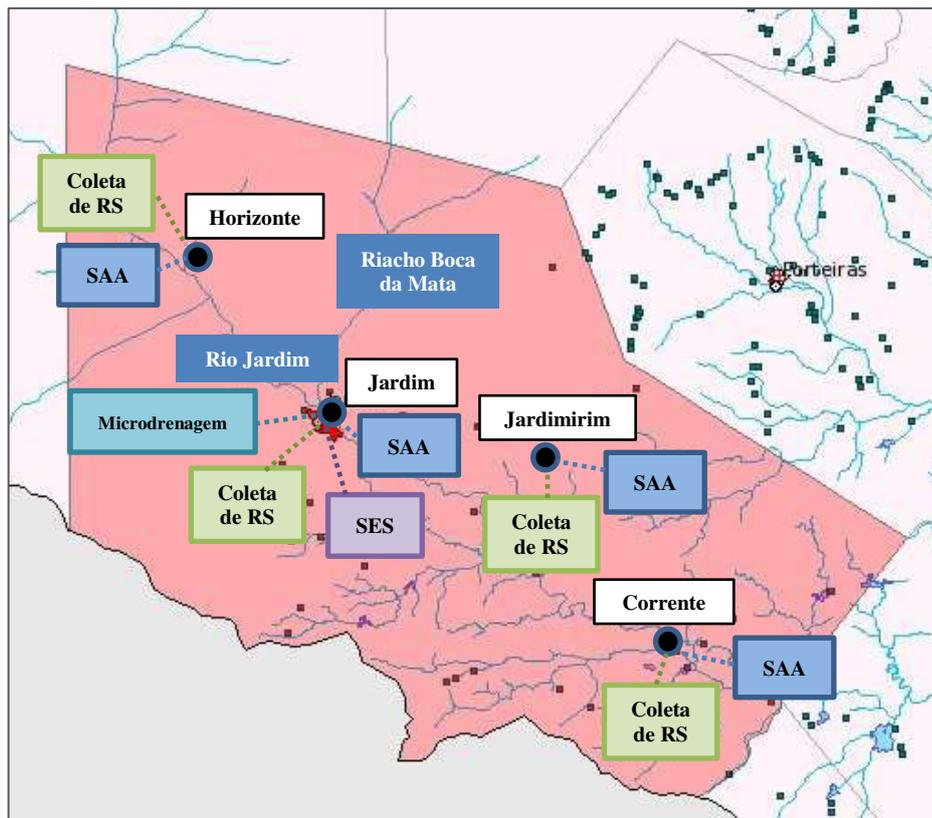 Coleta
de RS
Horizonte
SAA
Riacho Boca
da Mata
Porteiras
Rio Jardim
Jardim
Microdrenagem
SAA
Jardimirim
Coleta
de RS
SES
SAA
Coleta
de RS
Corrente
SAA
Coleta
de RS